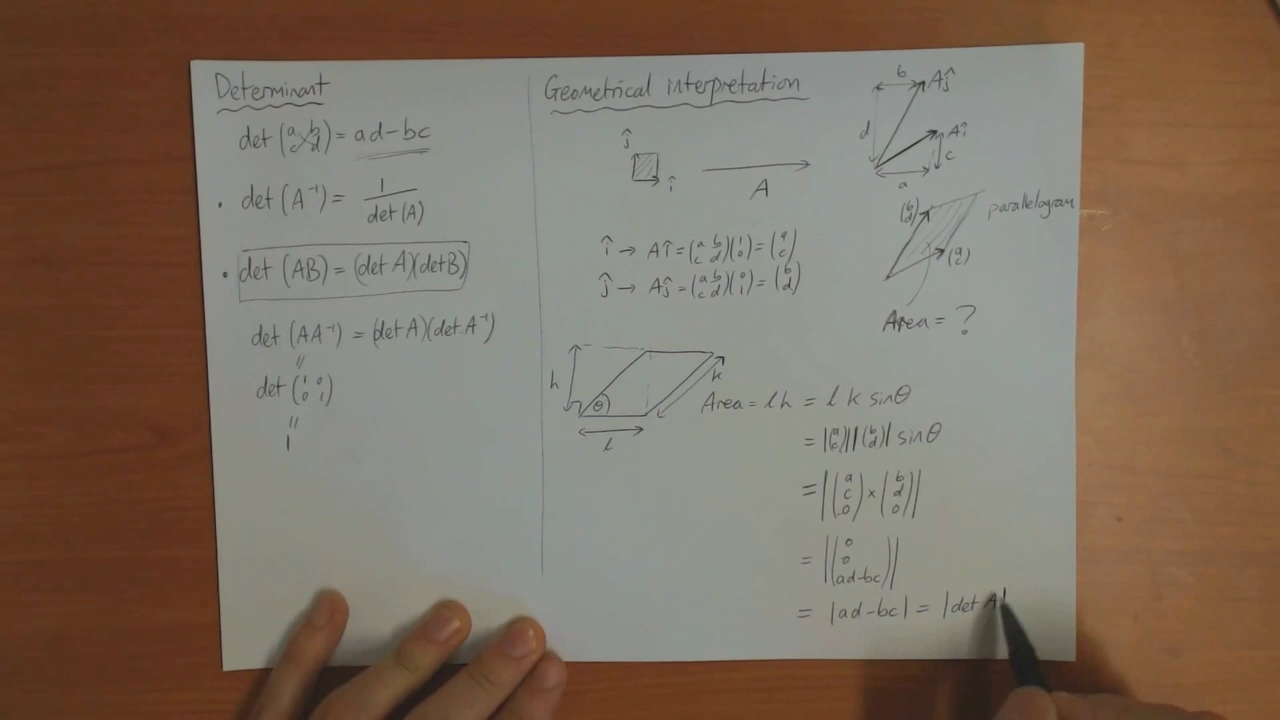 Determinant
det (a b c d) = ad-bc
. det (A⁻¹) = 1/det(A)
. det (AB) = (det A)(det B)
det (AA⁻¹) = (det A)(det A⁻¹)
"
det (1 0 0 1)
"
1
Geometrical interpretation
ĵ
î
A
î → Aî = (a b c d)(1 0) = (a c)
ĵ → Aĵ = (a b c d)(0 1) = (b d)
b
Aĵ
d
Aî
c
a
(b d)
parallelogram
(a c)
Area = ?
h
θ
k
l
Area = lh = l k sinθ
= |(a c)||(b d)| sinθ
= |(a c 0) × (b d 0)|
= |(0 0 ad-bc)|
= |ad-bc| = |det A|